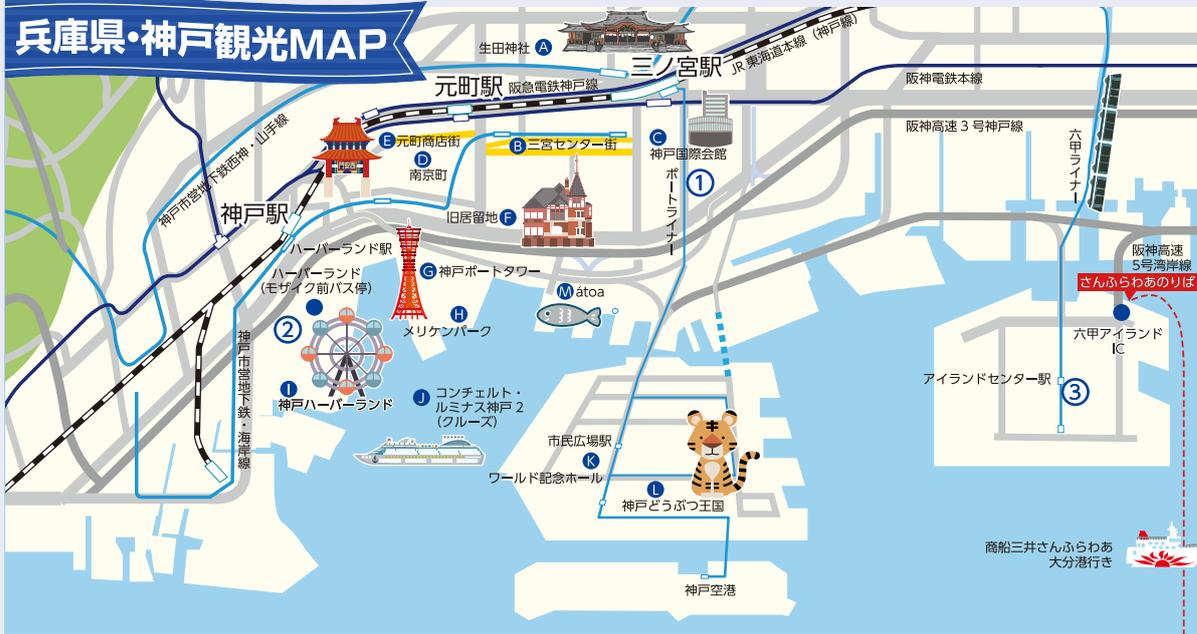 兵庫県・神戸観光MAP
生田神社 A
三ノ宮駅
JR 東海道本線（神戸線）
元町駅
阪急電鉄神戸線
阪神電鉄本線
阪神高速3号神戸線
六甲ライナー
E 元町商店街
D
南京町
B 三宮センター街
C
神戸国際会館
ポートライナー
①
神戸市営地下鉄西神・山手線
神戸駅
旧居留地 F
ハーバーランド駅
ハーバーランド
（モザイク前バス停）
G 神戸ポートタワー
H
メリケンパーク
M átoa
②
I
神戸ハーバーランド
神戸市営地下鉄・海岸線
J コンチェルト・
ルミナス神戸2
（クルーズ）
阪神高速
5号湾岸線
さんふらわあのりば
六甲アイランド
IC
アイランドセンター駅
③
市民広場駅
K
ワールド記念ホール
L
神戸どうぶつ王国
神戸空港
商船三井さんふらわあ
大分港行き